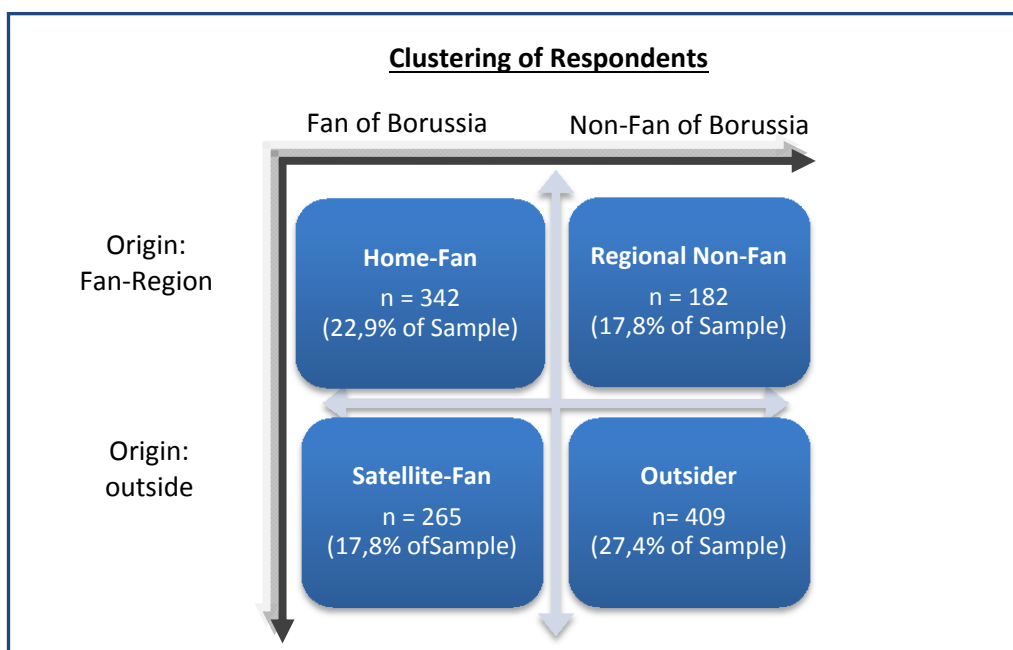 Clustering of Respondents
Fan of Borussia
Non-Fan of Borussia
Origin:
Fan-Region
Home-Fan
n = 342
(22,9% of Sample)
Regional Non-Fan
n = 182
(17,8% of Sample)
Origin:
outside
Satellite-Fan
n = 265
(17,8% ofSample)
Outsider
n= 409
(27,4% of Sample)